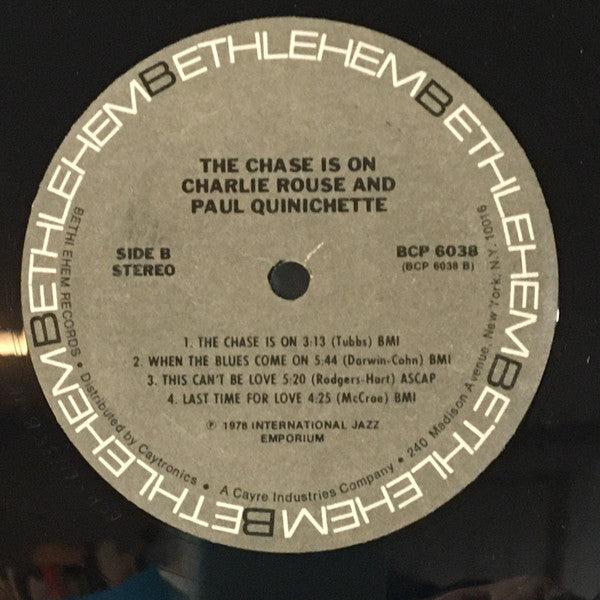 BETHLEHEM BETHLEHEM BETHLEHEM BETHLEHEM BETHLEHEM BETHLEHEM
THE CHASE IS ON
CHARLIE ROUSE AND
PAUL QUINICHETTE
SIDE B
STEREO
BCP 6038
(BCP 6038 B)
1. THE CHASE IS ON 3:13 (Tubbs) BMI
2. WHEN THE BLUES COME ON 5:44 (Darwin-Cohn) BMI
3. THIS CAN'T BE LOVE 5:20 (Rodgers-Hart) ASCAP
4. LAST TIME FOR LOVE 4:25 (McCrae) BMI
℗ 1978 INTERNATIONAL JAZZ
EMPORIUM
BETHLEHEM RECORDS • Distributed by Caytronics • A Cayre Industries Company • 240 Madison Avenue, New York, N.Y. 10016